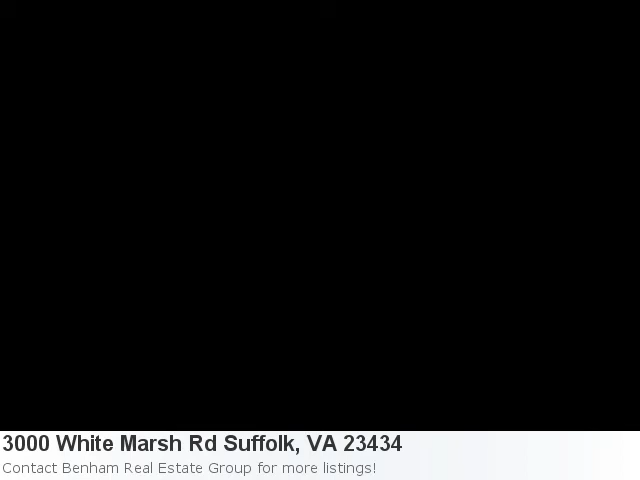 3000 White Marsh Rd Suffolk, VA 23434
Contact Benham Real Estate Group for more listings!